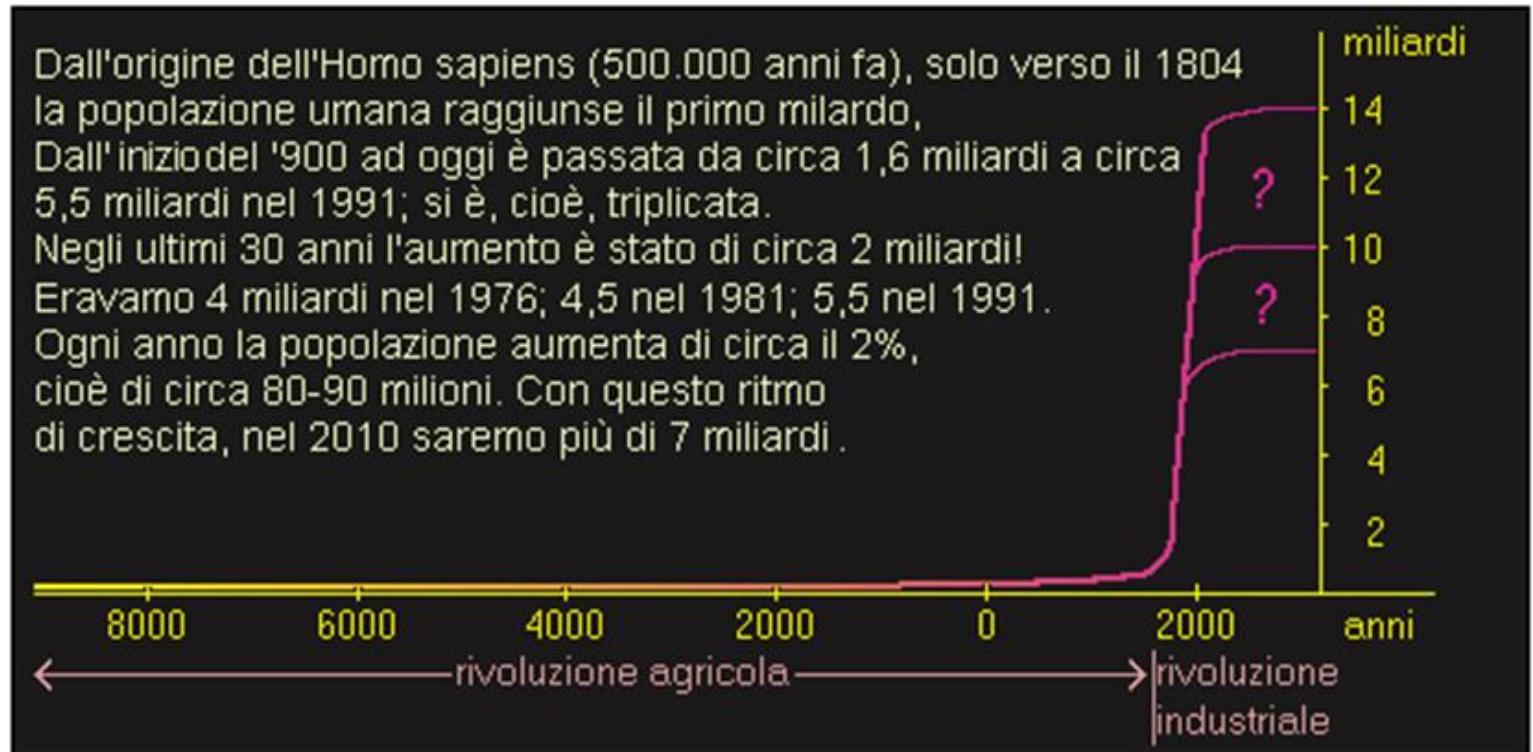 Dall'origine dell'Homo sapiens (500.000 anni fa), solo verso il 1804
la popolazione umana raggiunse il primo milardo,
Dall'iniziodel '900 ad oggi è passata da circa 1,6 miliardi a circa
5,5 miliardi nel 1991; si è, cioè, triplicata.
Negli ultimi 30 anni l'aumento è stato di circa 2 miliardi!
Eravamo 4 miliardi nel 1976; 4,5 nel 1981; 5,5 nel 1991.
Ogni anno la popolazione aumenta di circa il 2%,
cioè di circa 80-90 milioni. Con questo ritmo
di crescita, nel 2010 saremo più di 7 miliardi.
miliardi
14
12
?
10
?
8
6
4
2
8000 6000 4000 2000 0 2000 anni
rivoluzione agricola
rivoluzione
industriale